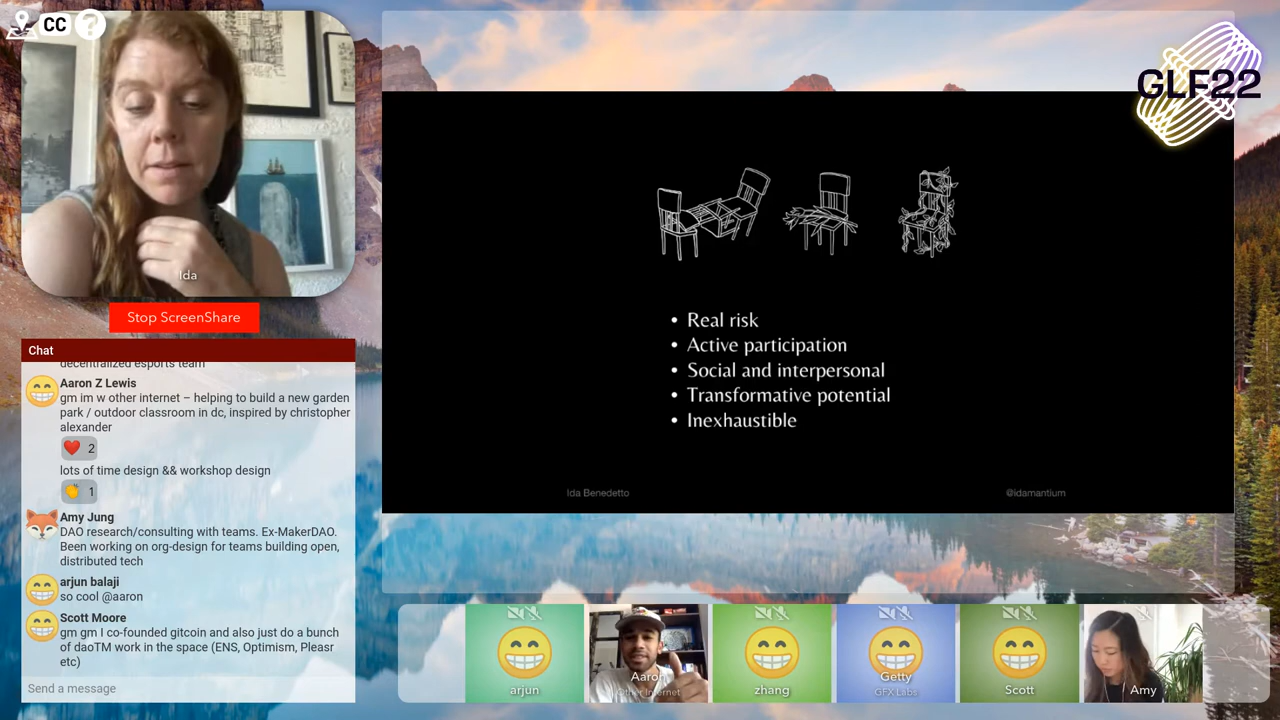 CC
?
GLF22
Ida
Stop ScreenShare
Chat
decentralized esports team
Aaron Z Lewis
gm im w other internet – helping to build a new garden
park / outdoor classroom in dc, inspired by christopher
alexander
2
lots of time design && workshop design
1
Amy Jung
DAO research/consulting with teams. Ex-MakerDAO.
Been working on org-design for teams building open,
distributed tech
arjun balaji
so cool @aaron
Scott Moore
gm gm I co-founded gitcoin and also just do a bunch
of daoTM work in the space (ENS, Optimism, Pleasr
etc)
Send a message
• Real risk
• Active participation
• Social and interpersonal
• Transformative potential
• Inexhaustible
Ida Benedetto
@idamantium
arjun
Aaron
Other Internet
zhang
Getty
GFX Labs
Scott
Amy